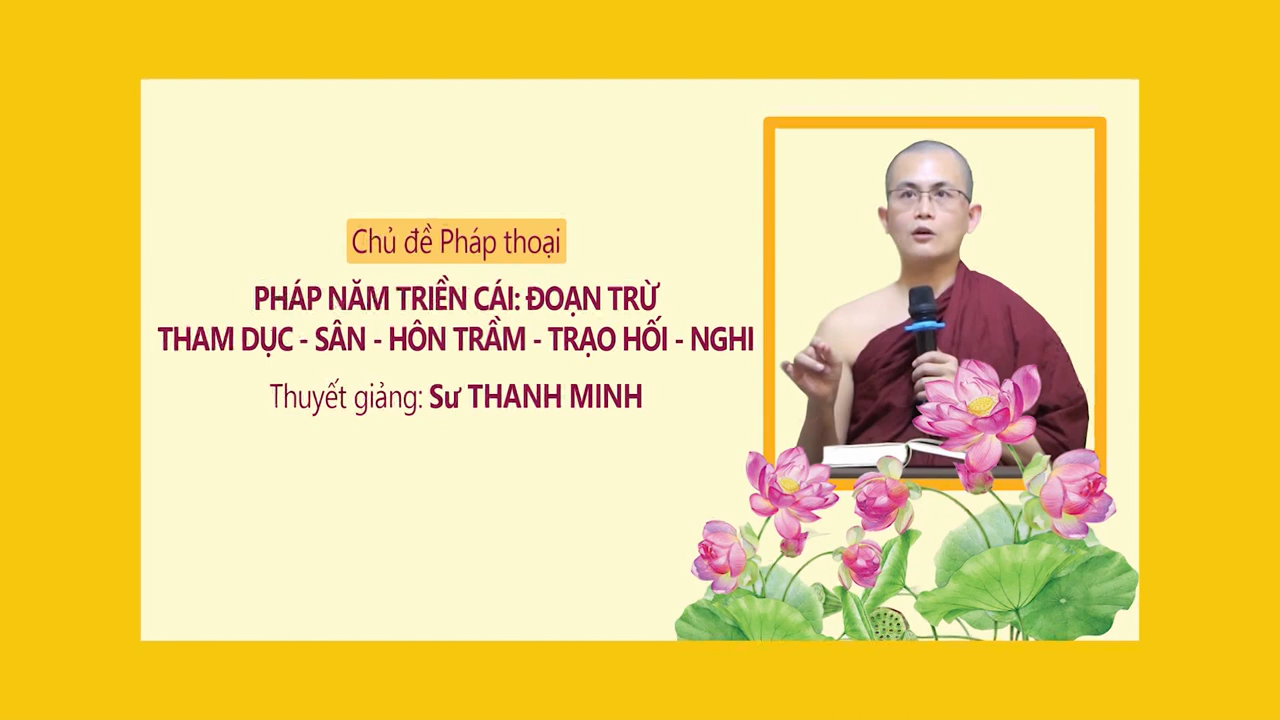 Chủ đề Pháp thoại
PHÁP NĂM TRIỀN CÁI: ĐOẠN TRỪ
THAM DỤC - SÂN - HÔN TRẦM - TRẠO HỐI - NGHI
Thuyết giảng: Sư THANH MINH